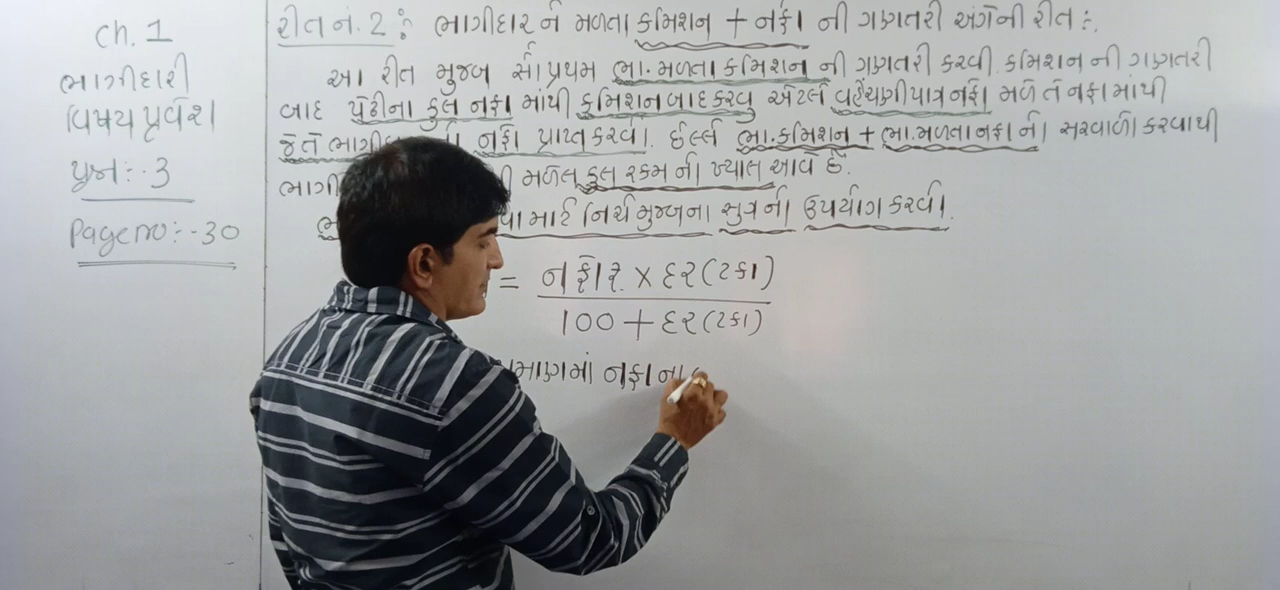 ch. 1
ભાગીદારી
વિષય પ્રવેશ
પ્રશ્ન:- 3
Page no:- 30
રીત નં. 2 : ભાગીદારને મળતા કમિશન + નફા ની ગણતરી અંગેની રીત :-
આ રીત મુજબ સૌ પ્રથમ ભા. મળતા કમિશન ની ગણતરી કરવી. કમિશન ની ગણતરી
બાદ પેઢીના કુલ નફા માંથી કમિશન બાદ કરવુ એટલે વહેંચણીપાત્ર નફો મળે તે નફામાંથી
જે તે નફો પ્રાપ્ત કરવો. છેલ્લે ભા. કમિશન + ભા. મળતા નફાનો સરવાળો કરવાથી
મળેલ કુલ રકમ નો ખ્યાલ આવે છે.
માટે નિચે મુજબના સુત્રનો ઉપયોગ કરવો.
= નફો × દર (ટકા)
100 + દર (ટકા)
નફાના